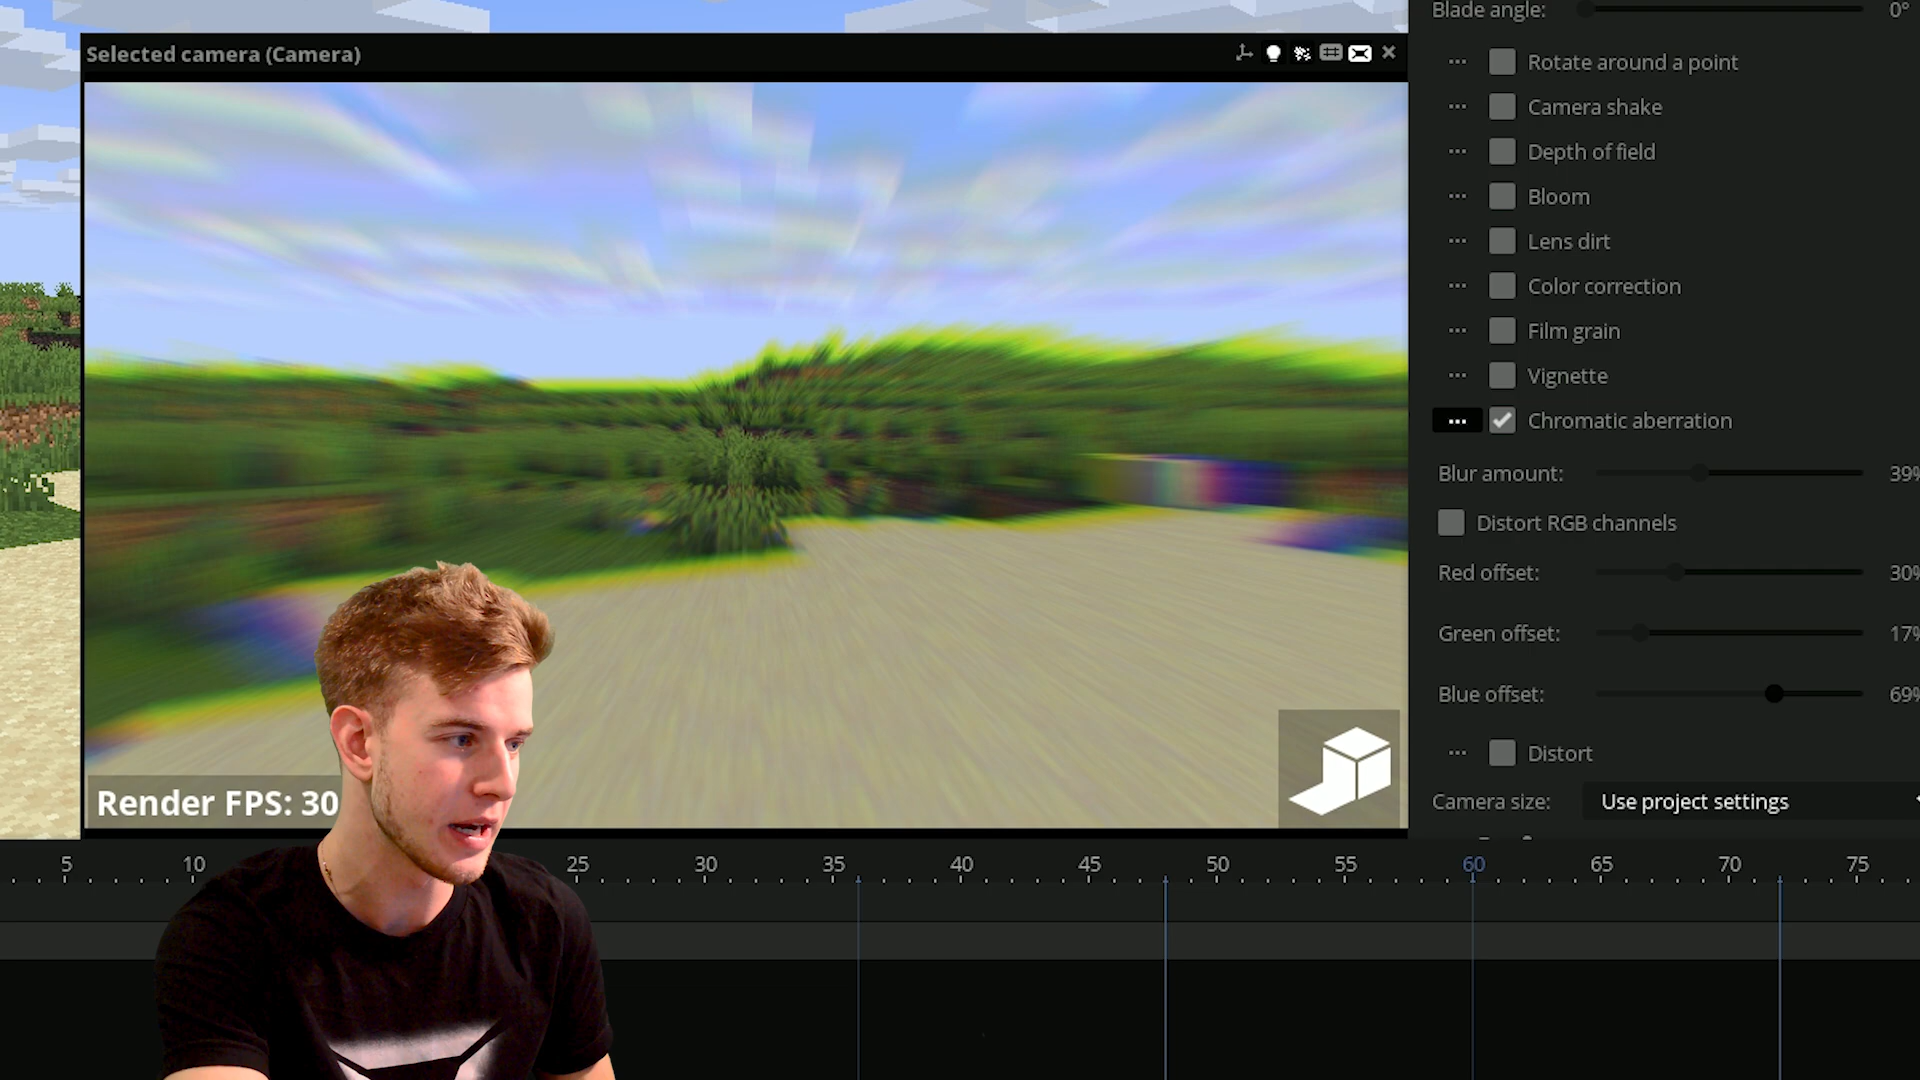 Blade angle: 0°
Selected camera (Camera)
Rotate around a point
Camera shake
Depth of field
Bloom
Lens dirt
Color correction
Film grain
Vignette
Chromatic aberration
Blur amount: 39%
Distort RGB channels
Red offset: 30%
Green offset: 17%
Blue offset: 69%
Distort
Camera size: Use project settings
Render FPS: 30
5 10 25 30 35 40 45 50 55 60 65 70 75